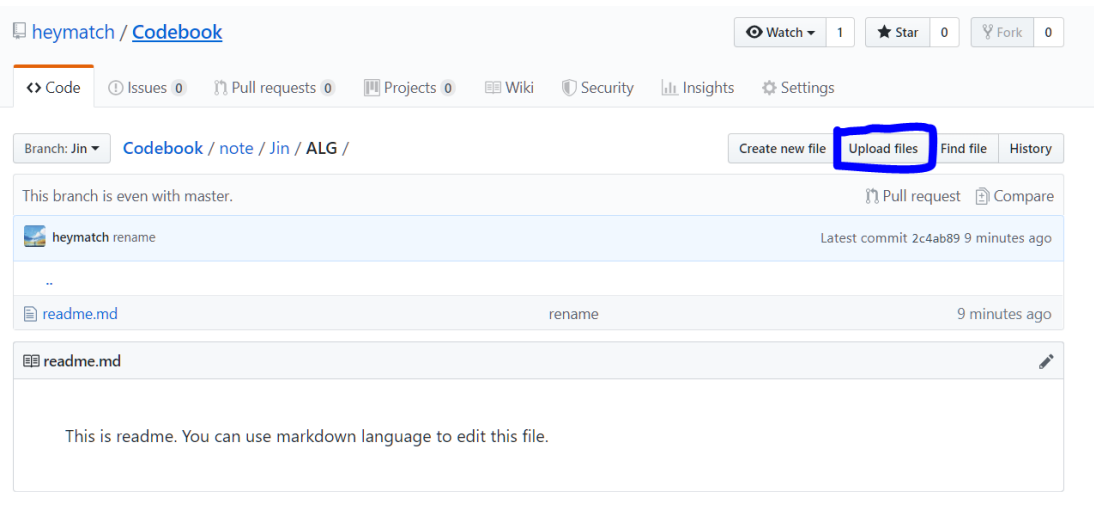 heymatch / Codebook Watch 1 Star 0 Fork 0
Code Issues 0 Pull requests 0 Projects 0 Wiki Security Insights Settings
Branch: Jin Codebook / note / Jin / ALG / Create new file Upload files Find file History
This branch is even with master. Pull request Compare
heymatch rename Latest commit 2c4ab89 9 minutes ago
..
readme.md rename 9 minutes ago
readme.md
This is readme. You can use markdown language to edit this file.